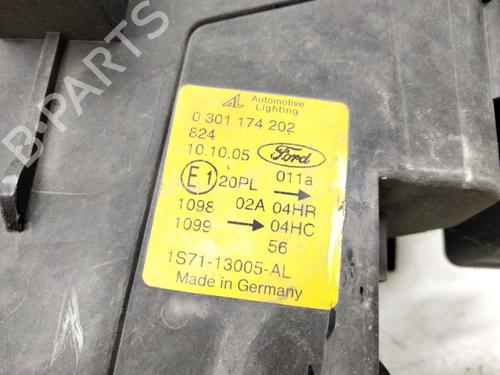 AL Automotive Lighting
0 301 174 202
824
10.10.05 Ford
E1 20PL 011a
1098 02A 04HR
1099 04HC
56
1S71-13005-AL
Made in Germany
B-PARTS